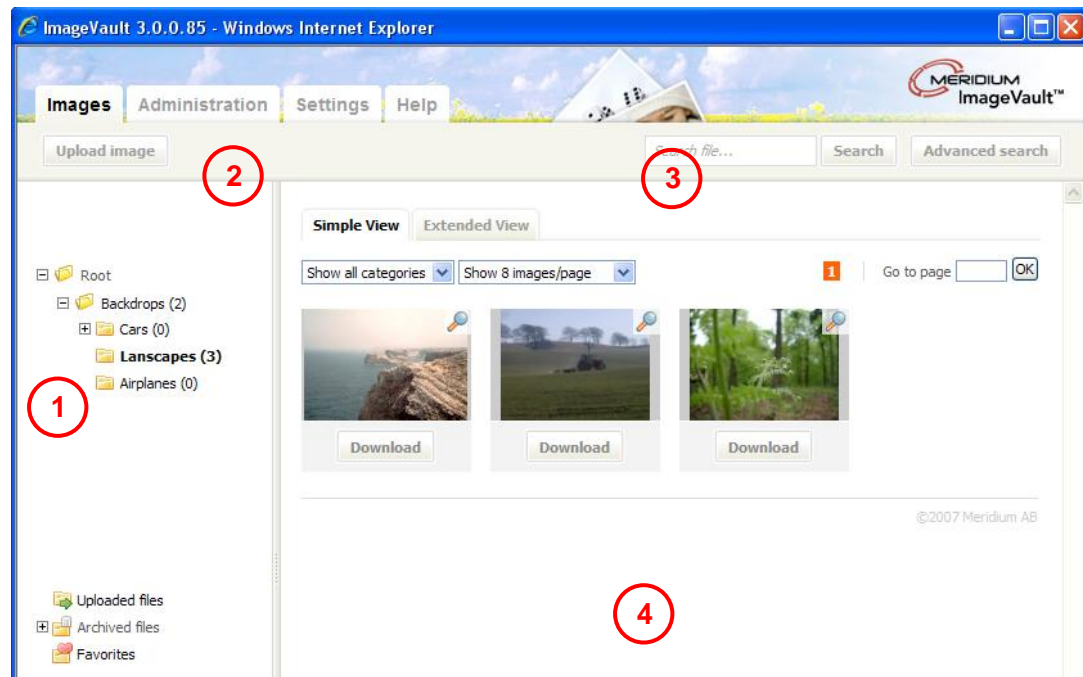 ImageVault 3.0.0.85 - Windows Internet Explorer
Images Administration Settings Help
MERIDIUM
ImageVault™
Upload image
Search file... Search Advanced search
2
3
Simple View Extended View
Show all categories Show 8 images/page 1 Go to page OK
Root
Backdrops (2)
Cars (0)
Lanscapes (3)
Airplanes (0)
1
Download Download Download
©2007 Meridium AB
Uploaded files
Archived files
Favorites
4